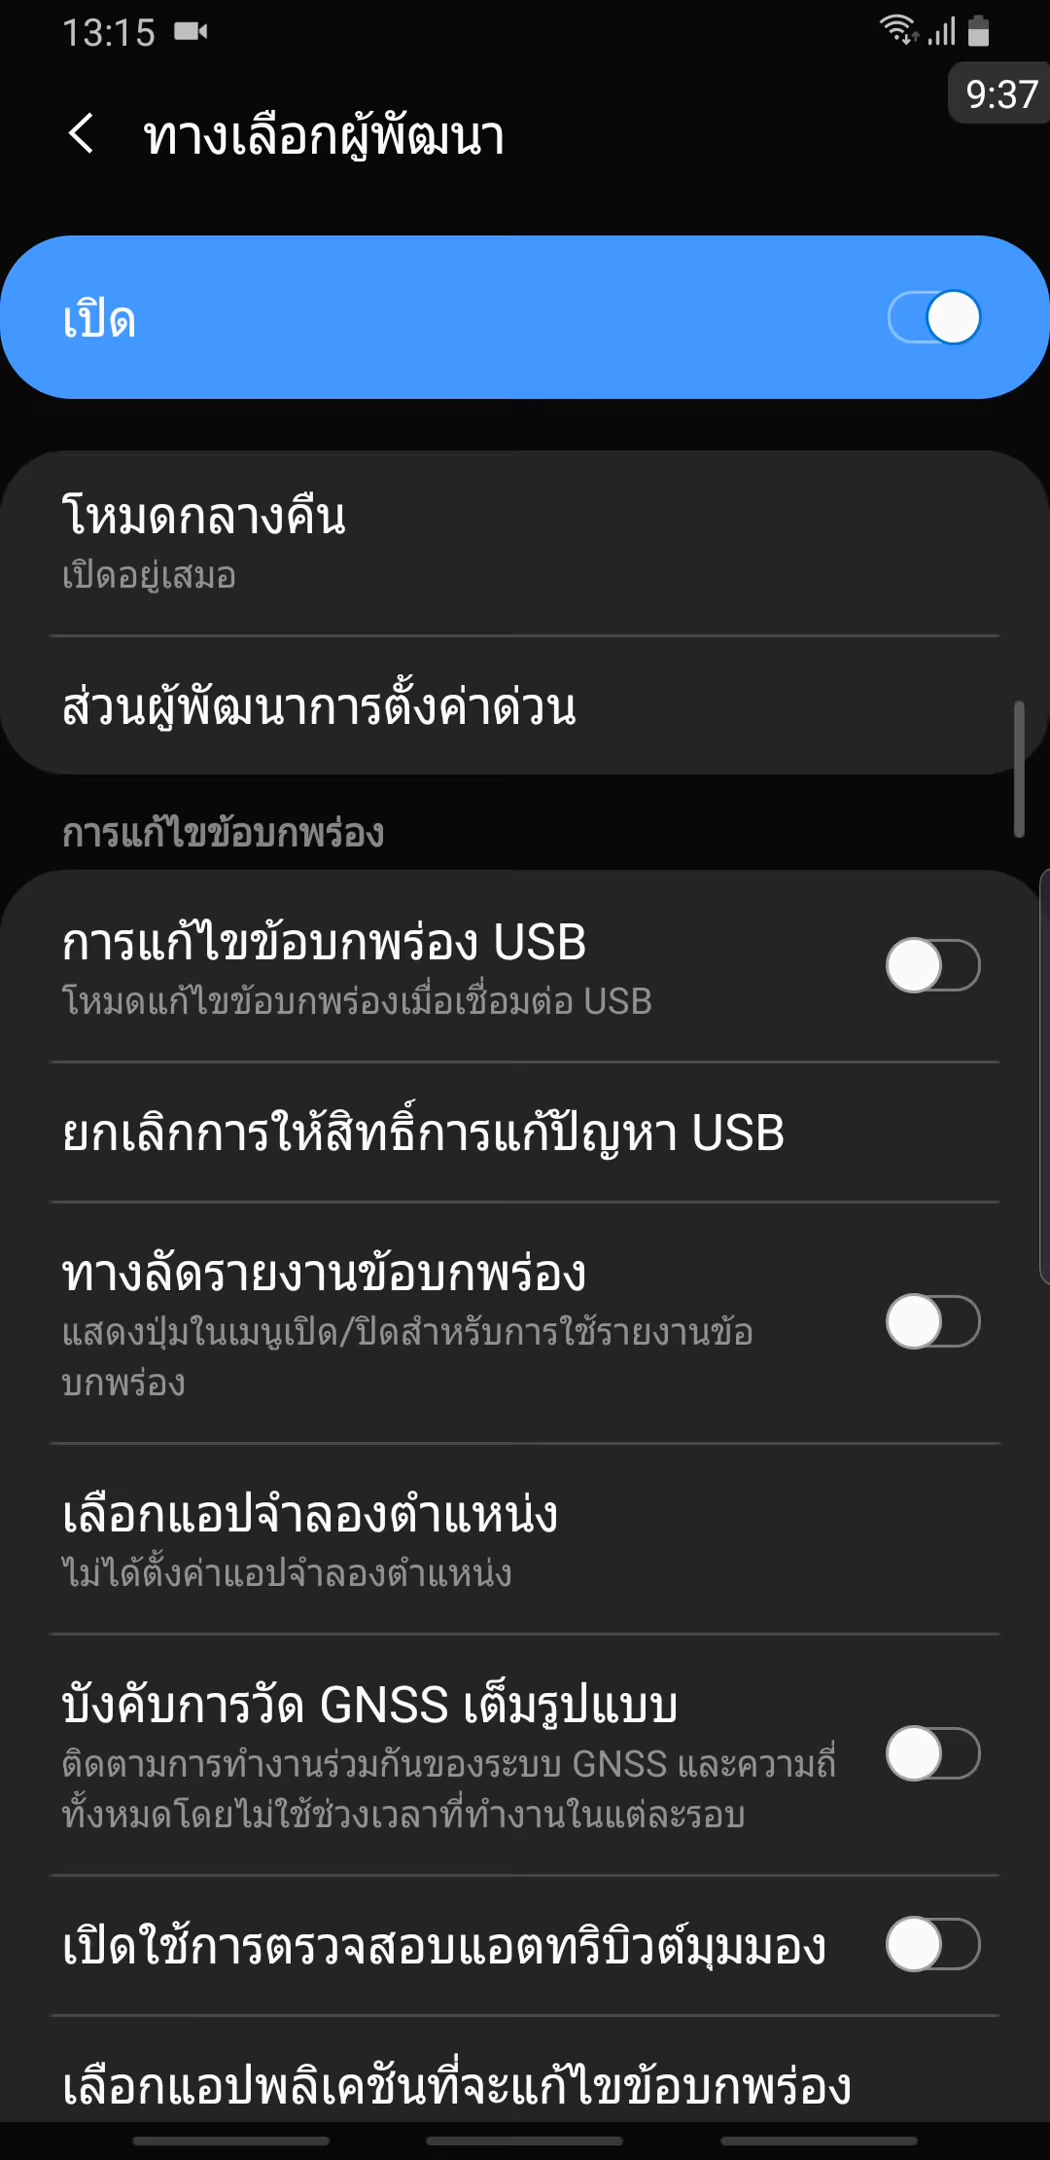 13:15
9:37
ทางเลือกผู้พัฒนา
เปิด
โหมดกลางคืน
เปิดอยู่เสมอ
ส่วนผู้พัฒนาการตั้งค่าด่วน
การแก้ไขข้อบกพร่อง
การแก้ไขข้อบกพร่อง USB
โหมดแก้ไขข้อบกพร่องเมื่อเชื่อมต่อ USB
ยกเลิกการให้สิทธิ์การแก้ปัญหา USB
ทางลัดรายงานข้อบกพร่อง
แสดงปุ่มในเมนูเปิด/ปิดสำหรับการใช้รายงานข้อ
บกพร่อง
เลือกแอปจำลองตำแหน่ง
ไม่ได้ตั้งค่าแอปจำลองตำแหน่ง
บังคับการวัด GNSS เต็มรูปแบบ
ติดตามการทำงานร่วมกันของระบบ GNSS และความถี่
ทั้งหมดโดยไม่ใช้ช่วงเวลาที่ทำงานในแต่ละรอบ
เปิดใช้การตรวจสอบแอตทริบิวต์มุมมอง
เลือกแอปพลิเคชันที่จะแก้ไขข้อบกพร่อง